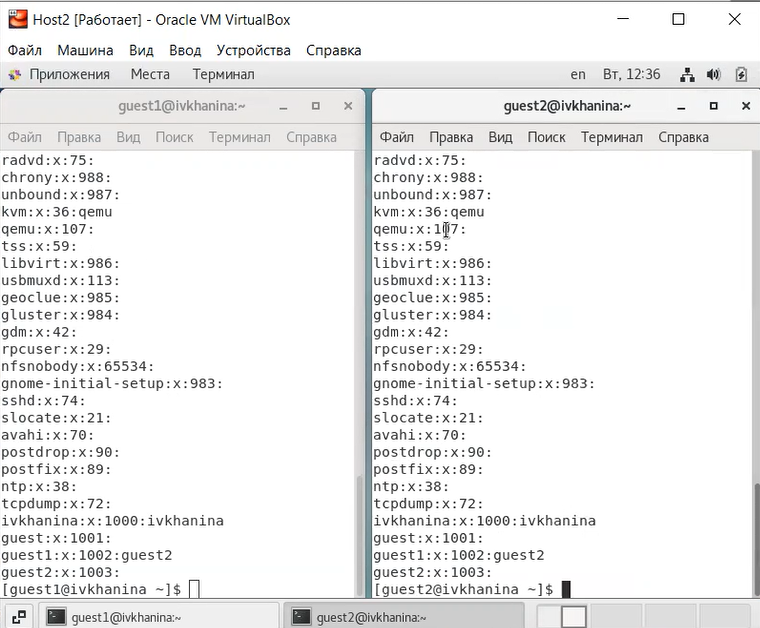 Host2 [Работает] - Oracle VM VirtualBox
Файл Машина Вид Ввод Устройства Справка
Приложения Места Терминал en Вт, 12:36
guest1@ivkhanina:~
Файл Правка Вид Поиск Терминал Справка
radvd:x:75:
chrony:x:988:
unbound:x:987:
kvm:x:36:qemu
qemu:x:107:
tss:x:59:
libvirt:x:986:
usbmuxd:x:113:
geoclue:x:985:
gluster:x:984:
gdm:x:42:
rpcuser:x:29:
nfsnobody:x:65534:
gnome-initial-setup:x:983:
sshd:x:74:
slocate:x:21:
avahi:x:70:
postdrop:x:90:
postfix:x:89:
ntp:x:38:
tcpdump:x:72:
ivkhanina:x:1000:ivkhanina
guest:x:1001:
guest1:x:1002:guest2
guest2:x:1003:
[guest1@ivkhanina ~]$
guest2@ivkhanina:~
Файл Правка Вид Поиск Терминал Справка
radvd:x:75:
chrony:x:988:
unbound:x:987:
kvm:x:36:qemu
qemu:x:107:
tss:x:59:
libvirt:x:986:
usbmuxd:x:113:
geoclue:x:985:
gluster:x:984:
gdm:x:42:
rpcuser:x:29:
nfsnobody:x:65534:
gnome-initial-setup:x:983:
sshd:x:74:
slocate:x:21:
avahi:x:70:
postdrop:x:90:
postfix:x:89:
ntp:x:38:
tcpdump:x:72:
ivkhanina:x:1000:ivkhanina
guest:x:1001:
guest1:x:1002:guest2
guest2:x:1003:
[guest2@ivkhanina ~]$
guest1@ivkhanina:~ guest2@ivkhanina:~